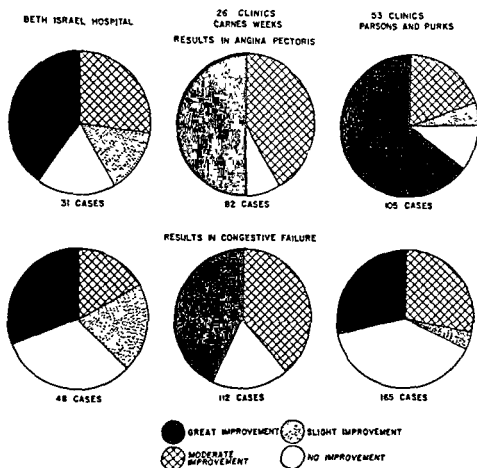 BETH ISRAEL HOSPITAL
26 CLINICS
CARNES WEEKS
53 CLINICS
PARSONS AND PURKS
RESULTS IN ANGINA PECTORIS
31 CASES
82 CASES
105 CASES
RESULTS IN CONGESTIVE FAILURE
48 CASES
112 CASES
165 CASES
GREAT IMPROVEMENT
SLIGHT IMPROVEMENT
MODERATE
IMPROVEMENT
NO IMPROVEMENT